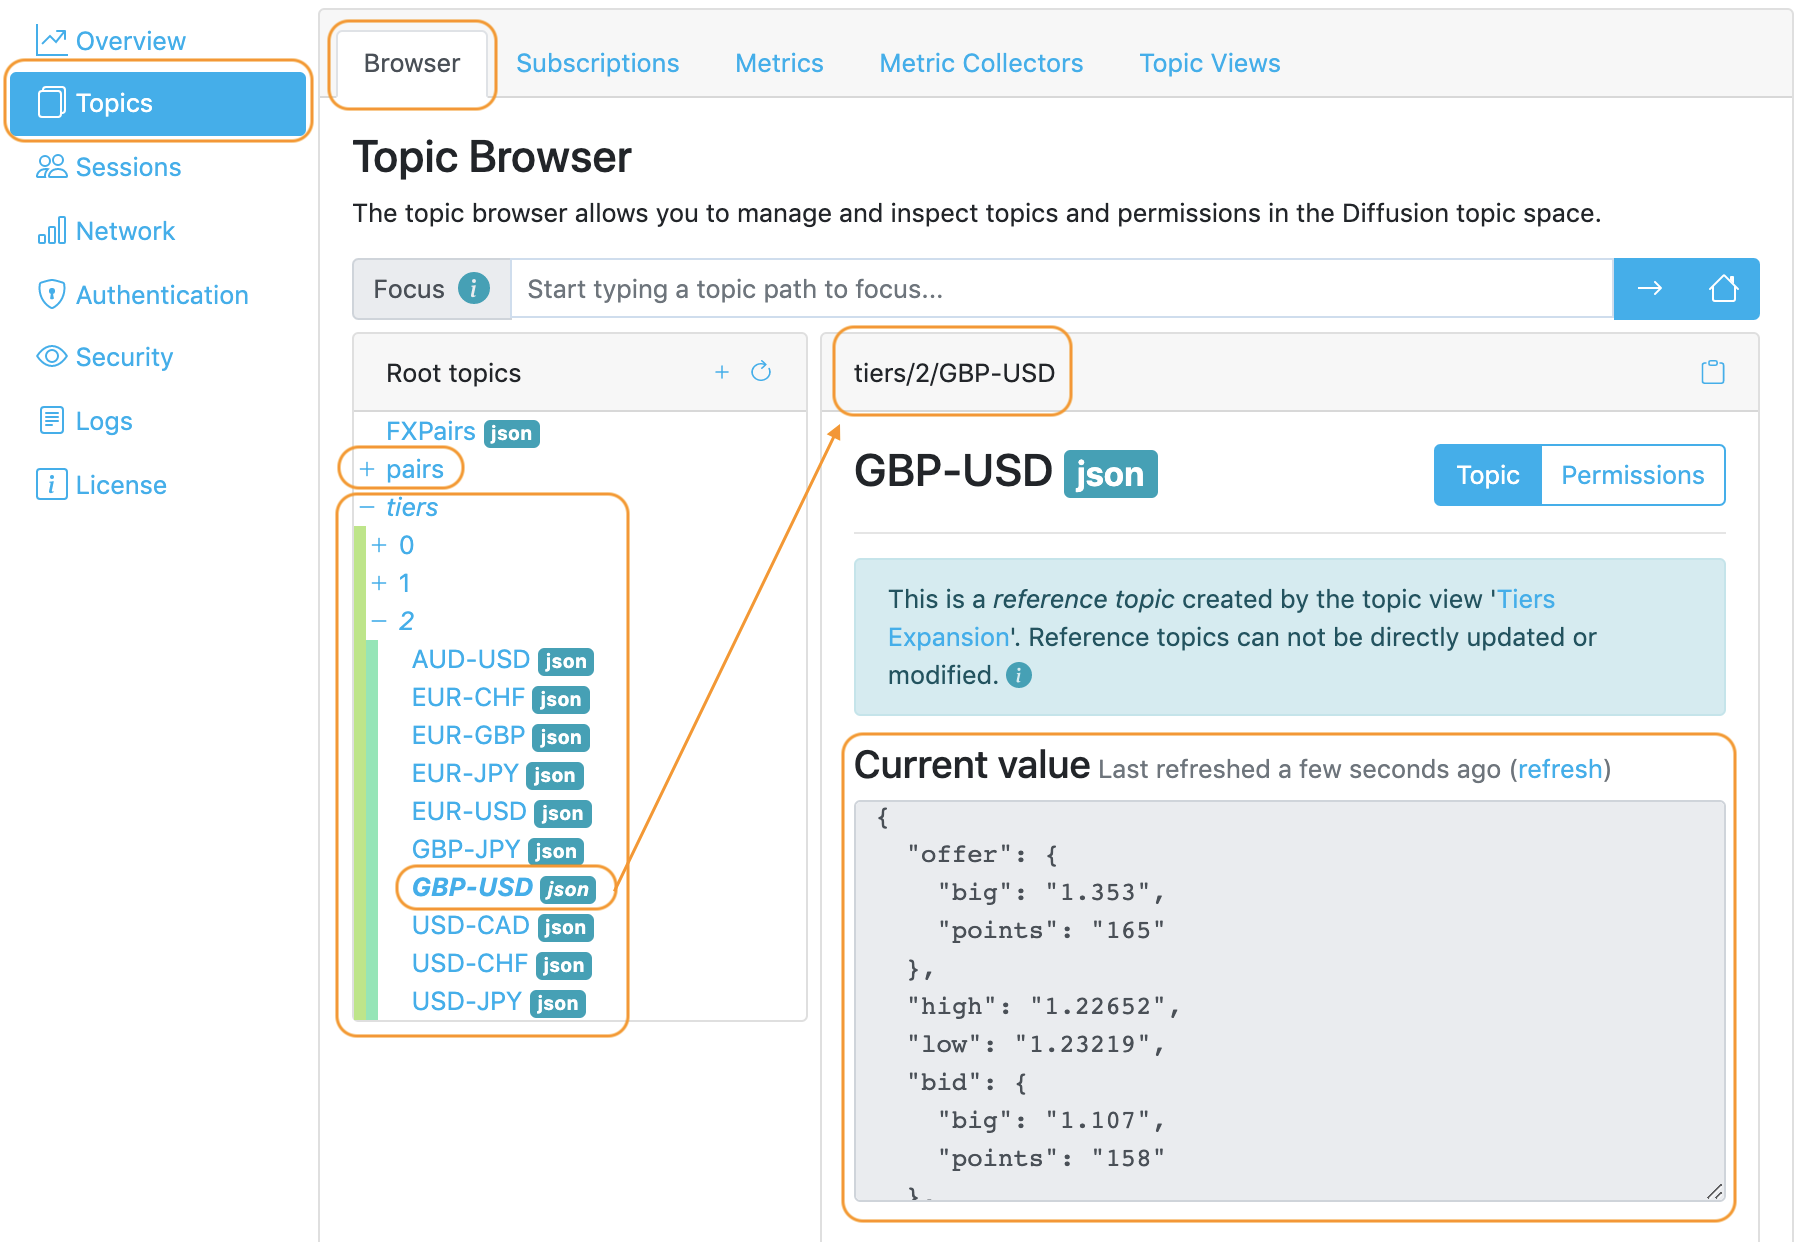 Overview
Topics
Sessions
Network
Authentication
Security
Logs
License
Browser Subscriptions Metrics Metric Collectors Topic Views
Topic Browser
The topic browser allows you to manage and inspect topics and permissions in the Diffusion topic space.
Focus i Start typing a topic path to focus...
Root topics
FXPairs json
+ pairs
− tiers
+ 0
+ 1
− 2
AUD-USD json
EUR-CHF json
EUR-GBP json
EUR-JPY json
EUR-USD json
GBP-JPY json
GBP-USD json
USD-CAD json
USD-CHF json
USD-JPY json
tiers/2/GBP-USD
GBP-USD json
Topic Permissions
This is a reference topic created by the topic view 'Tiers
Expansion'. Reference topics can not be directly updated or
modified. i
Current value Last refreshed a few seconds ago (refresh)
{
"offer": {
"big": "1.353",
"points": "165"
},
"high": "1.22652",
"low": "1.23219",
"bid": {
"big": "1.107",
"points": "158"
},